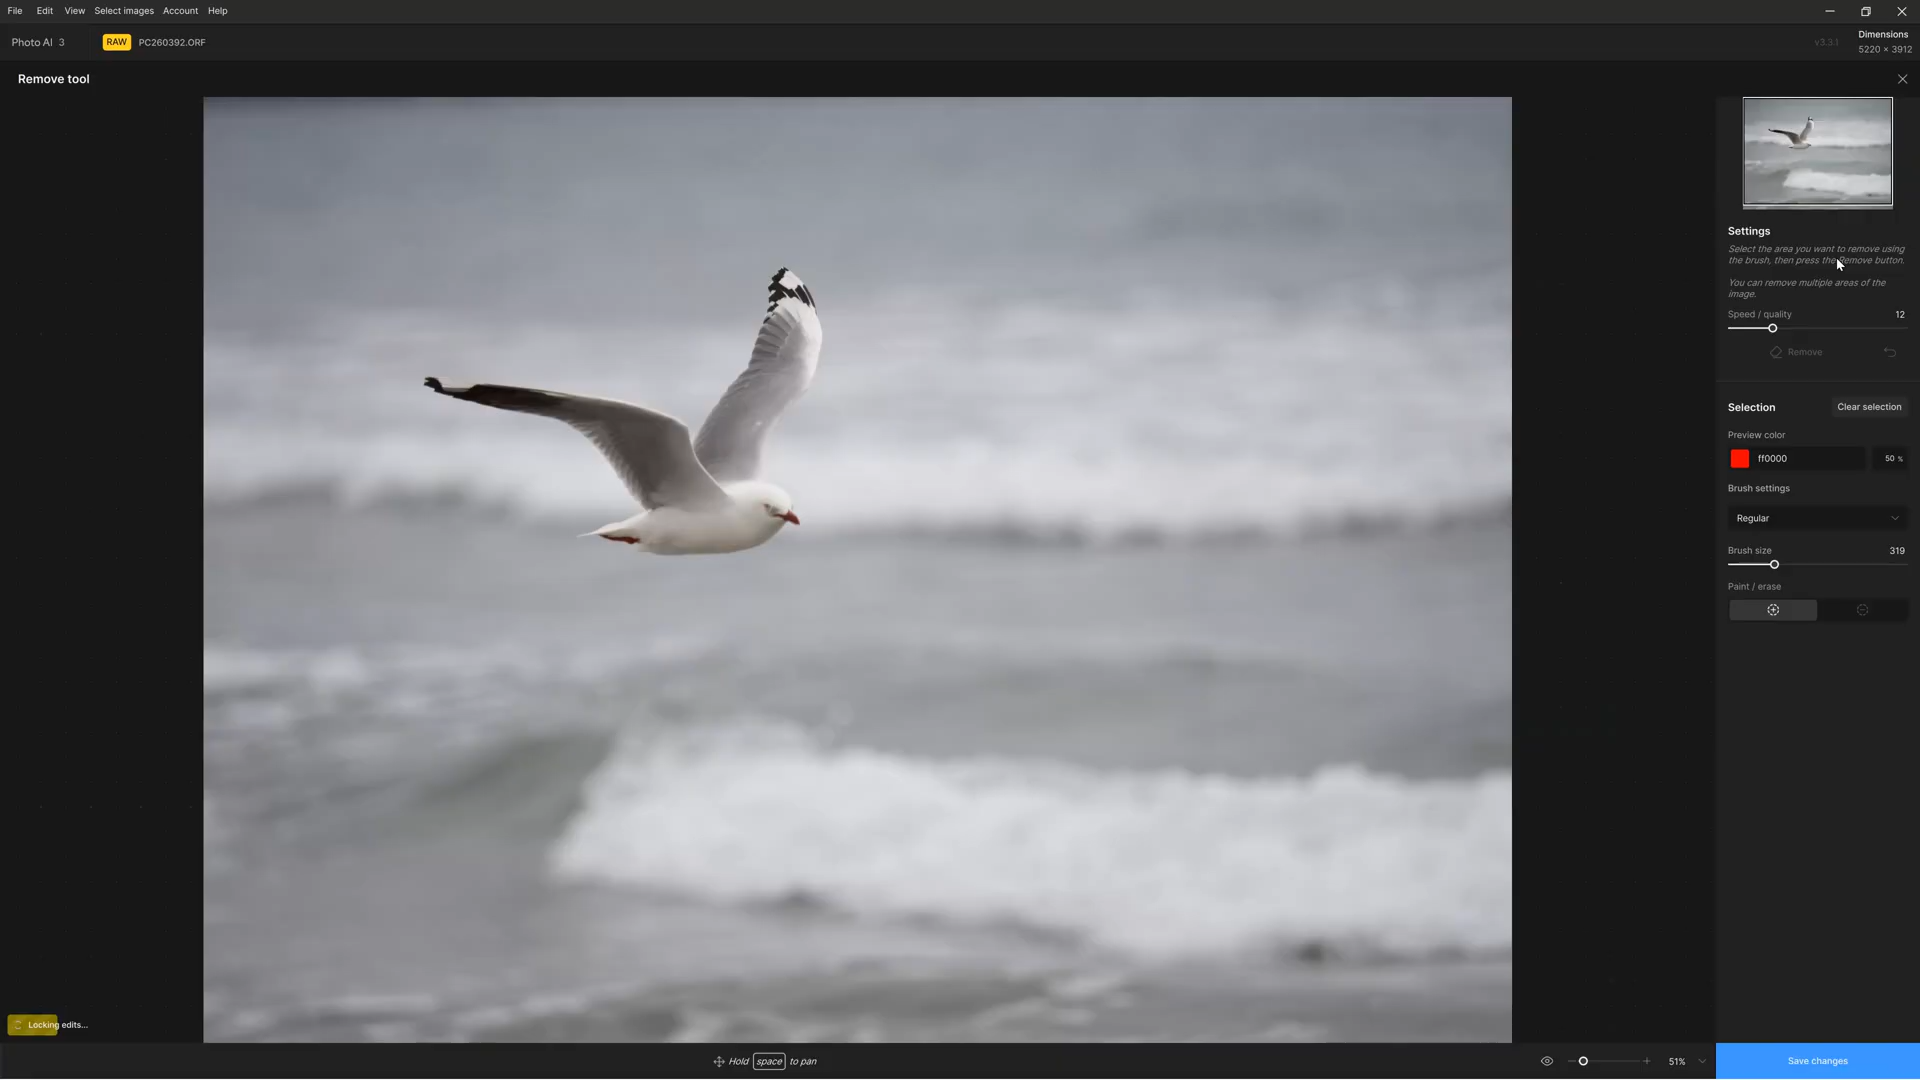 File Edit View Select images Account Help
Photo AI 3 RAW PC260392.ORF v3.3.1 Dimensions
5220 × 3912
Remove tool
Settings
Select the area you want to remove using
the brush, then press the Remove button.
You can remove multiple areas of the
image.
Speed / quality 12
Remove
Selection Clear selection
Preview color
ff0000 50 %
Brush settings
Regular
Brush size 319
Paint / erase
Locking edits...
Hold space to pan
51%
Save changes